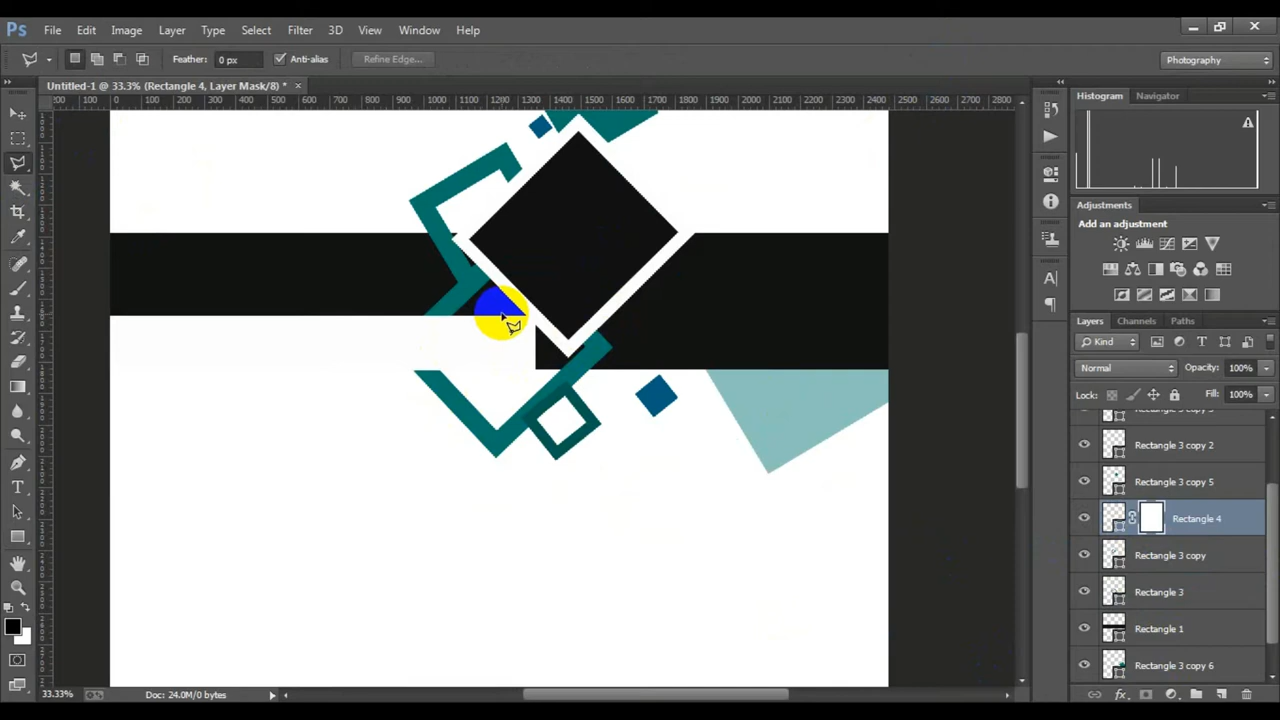 Ps File Edit Image Layer Type Select Filter 3D View Window Help
Feather: 0 px Anti-alias Refine Edge... Photography
Untitled-1 @ 33.3% (Rectangle 4, Layer Mask/8) * ×
100 0 100 200 300 400 500 600 700 800 900 1000 1100 1200 1300 1400 1500 1600 1700 1800 1900 2000 2100 2200 2300 2400 2500 2600 2700 2800
Histogram Navigator
Adjustments
Add an adjustment
Layers Channels Paths
Kind
Normal Opacity: 100%
Lock: Fill: 100%
Rectangle 3 copy 2
Rectangle 3 copy 5
Rectangle 4
Rectangle 3 copy
Rectangle 3
Rectangle 1
Rectangle 3 copy 6
33.33% Doc: 24.0M/0 bytes